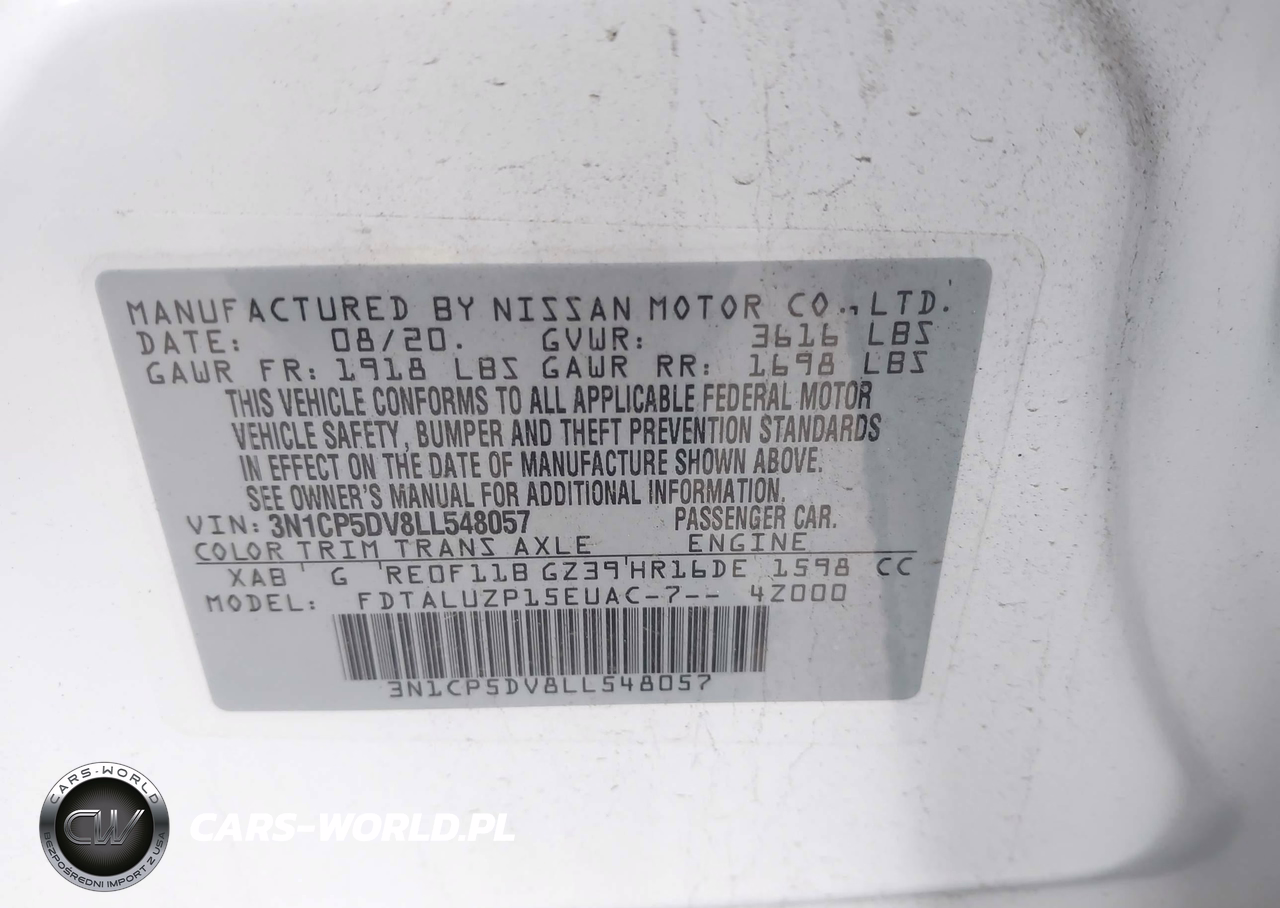 MANUFACTURED BY NISSAN MOTOR CO., LTD.
DATE: 08/20. GVWR: 3616 LBS
GAWR FR: 1918 LBS GAWR RR: 1698 LBS
THIS VEHICLE CONFORMS TO ALL APPLICABLE FEDERAL MOTOR
VEHICLE SAFETY, BUMPER AND THEFT PREVENTION STANDARDS
IN EFFECT ON THE DATE OF MANUFACTURE SHOWN ABOVE.
SEE OWNER'S MANUAL FOR ADDITIONAL INFORMATION.
VIN: 3N1CP5DV8LL548057 PASSENGER CAR.
COLOR TRIM TRANS AXLE ENGINE
XAB G RE0F11B GZ39 HR16DE 1598 CC
MODEL: FDTALUZP15EUAC-7-- 4Z000
3N1CP5DV8LL548057
CARS-WORLD
CW
BEZPOŚREDNI IMPORT Z USA
CARS-WORLD.PL